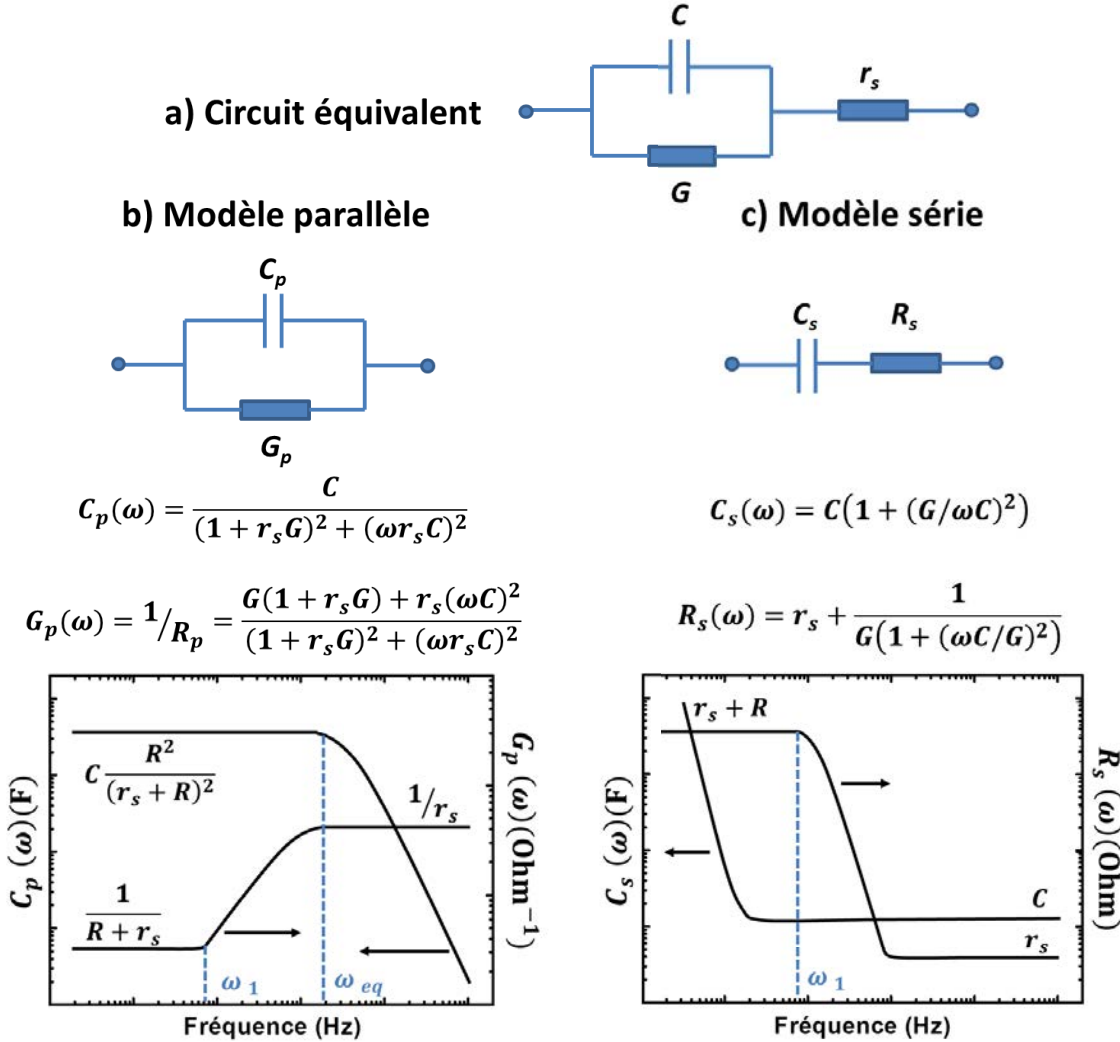 C
r_s
a) Circuit équivalent
G
b) Modèle parallèle
c) Modèle série
C_p
G_p
C_s
R_s
C_p(ω) = C / ((1 + r_sG)² + (ωr_sC)²)
C_s(ω) = C(1 + (G/ωC)²)
G_p(ω) = 1/R_p = (G(1 + r_sG) + r_s(ωC)²) / ((1 + r_sG)² + (ωr_sC)²)
R_s(ω) = r_s + 1 / (G(1 + (ωC/G)²))
C_p (ω)(F)
C R² / (r_s + R)²
1/r_s
1 / (R + r_s)
ω_1
ω_eq
G_p (ω)(Ohm⁻¹)
Fréquence (Hz)
C_s (ω)(F)
r_s + R
C
r_s
ω_1
R_s (ω)(Ohm)
Fréquence (Hz)